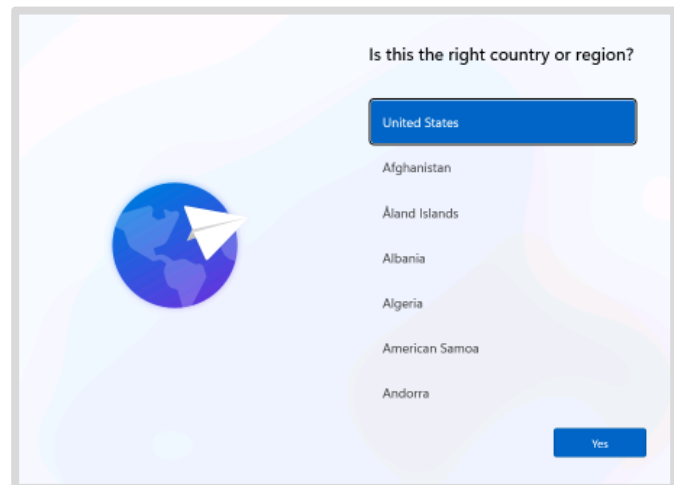 Is this the right country or region?
United States
Afghanistan
Åland Islands
Albania
Algeria
American Samoa
Andorra
Yes